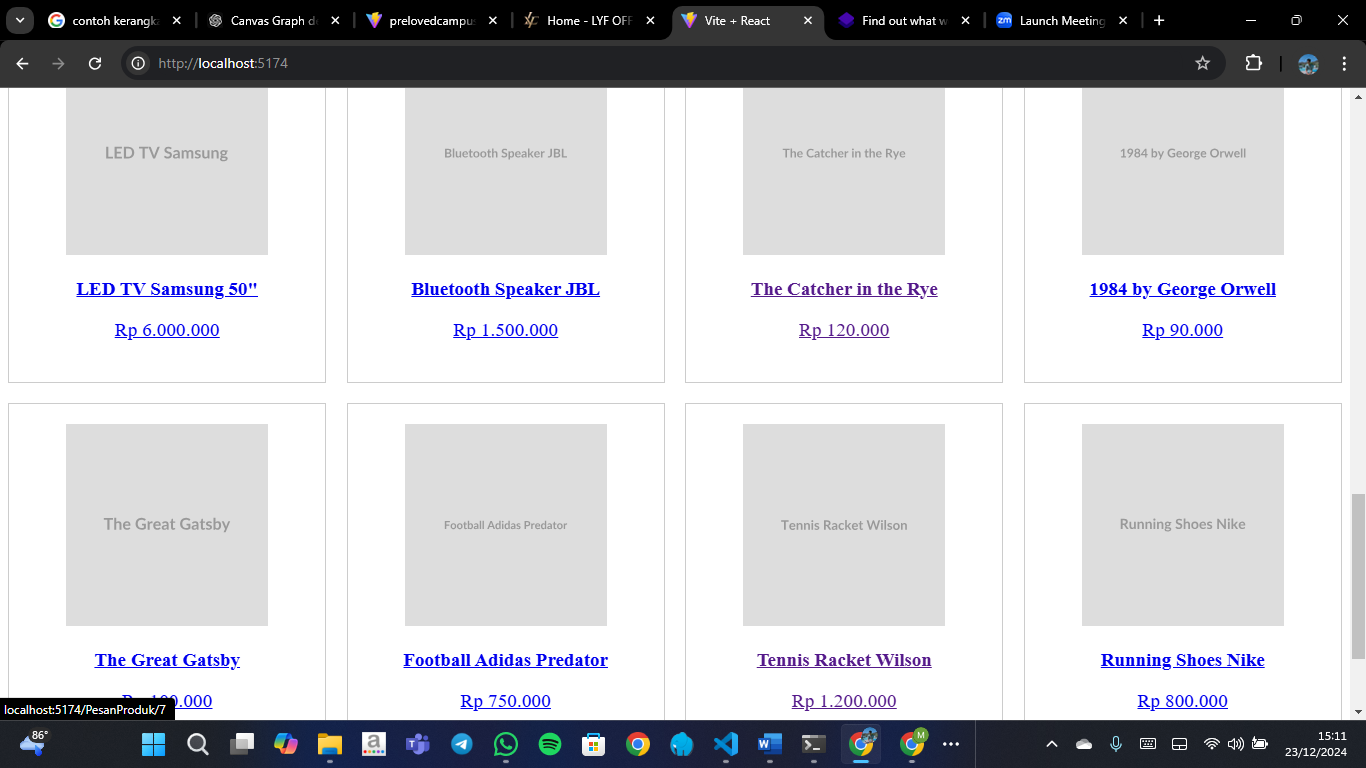 contoh kerangka
Canvas Graph de
prelovedcampus
Home - LYF OFF
Vite + React
Find out what w
Launch Meeting
http://localhost:5174
LED TV Samsung
Bluetooth Speaker JBL
The Catcher in the Rye
1984 by George Orwell
LED TV Samsung 50"
Bluetooth Speaker JBL
The Catcher in the Rye
1984 by George Orwell
Rp 6.000.000
Rp 1.500.000
Rp 120.000
Rp 90.000
The Great Gatsby
Football Adidas Predator
Tennis Racket Wilson
Running Shoes Nike
The Great Gatsby
Football Adidas Predator
Tennis Racket Wilson
Running Shoes Nike
Rp 750.000
Rp 1.200.000
Rp 800.000
localhost:5174/PesanProduk/7
86°
15:11
23/12/2024